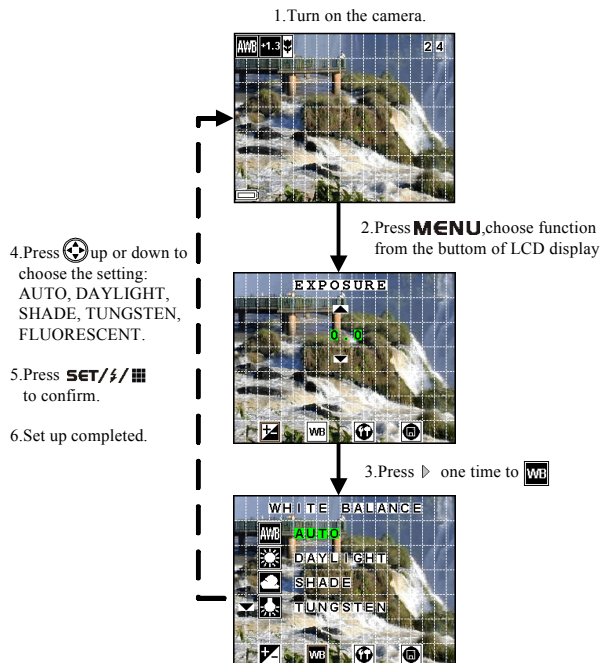 1.Turn on the camera.
AWB +1.3 24
2.Press MENU,choose function
from the buttom of LCD display
EXPOSURE
0.0
WB
3.Press ▷ one time to WB
WHITE BALANCE
AWB AUTO
DAYLIGHT
SHADE
TUNGSTEN
WB
4.Press up or down to
choose the setting:
AUTO, DAYLIGHT,
SHADE, TUNGSTEN,
FLUORESCENT.
5.Press SET/⚡/▦
to confirm.
6.Set up completed.